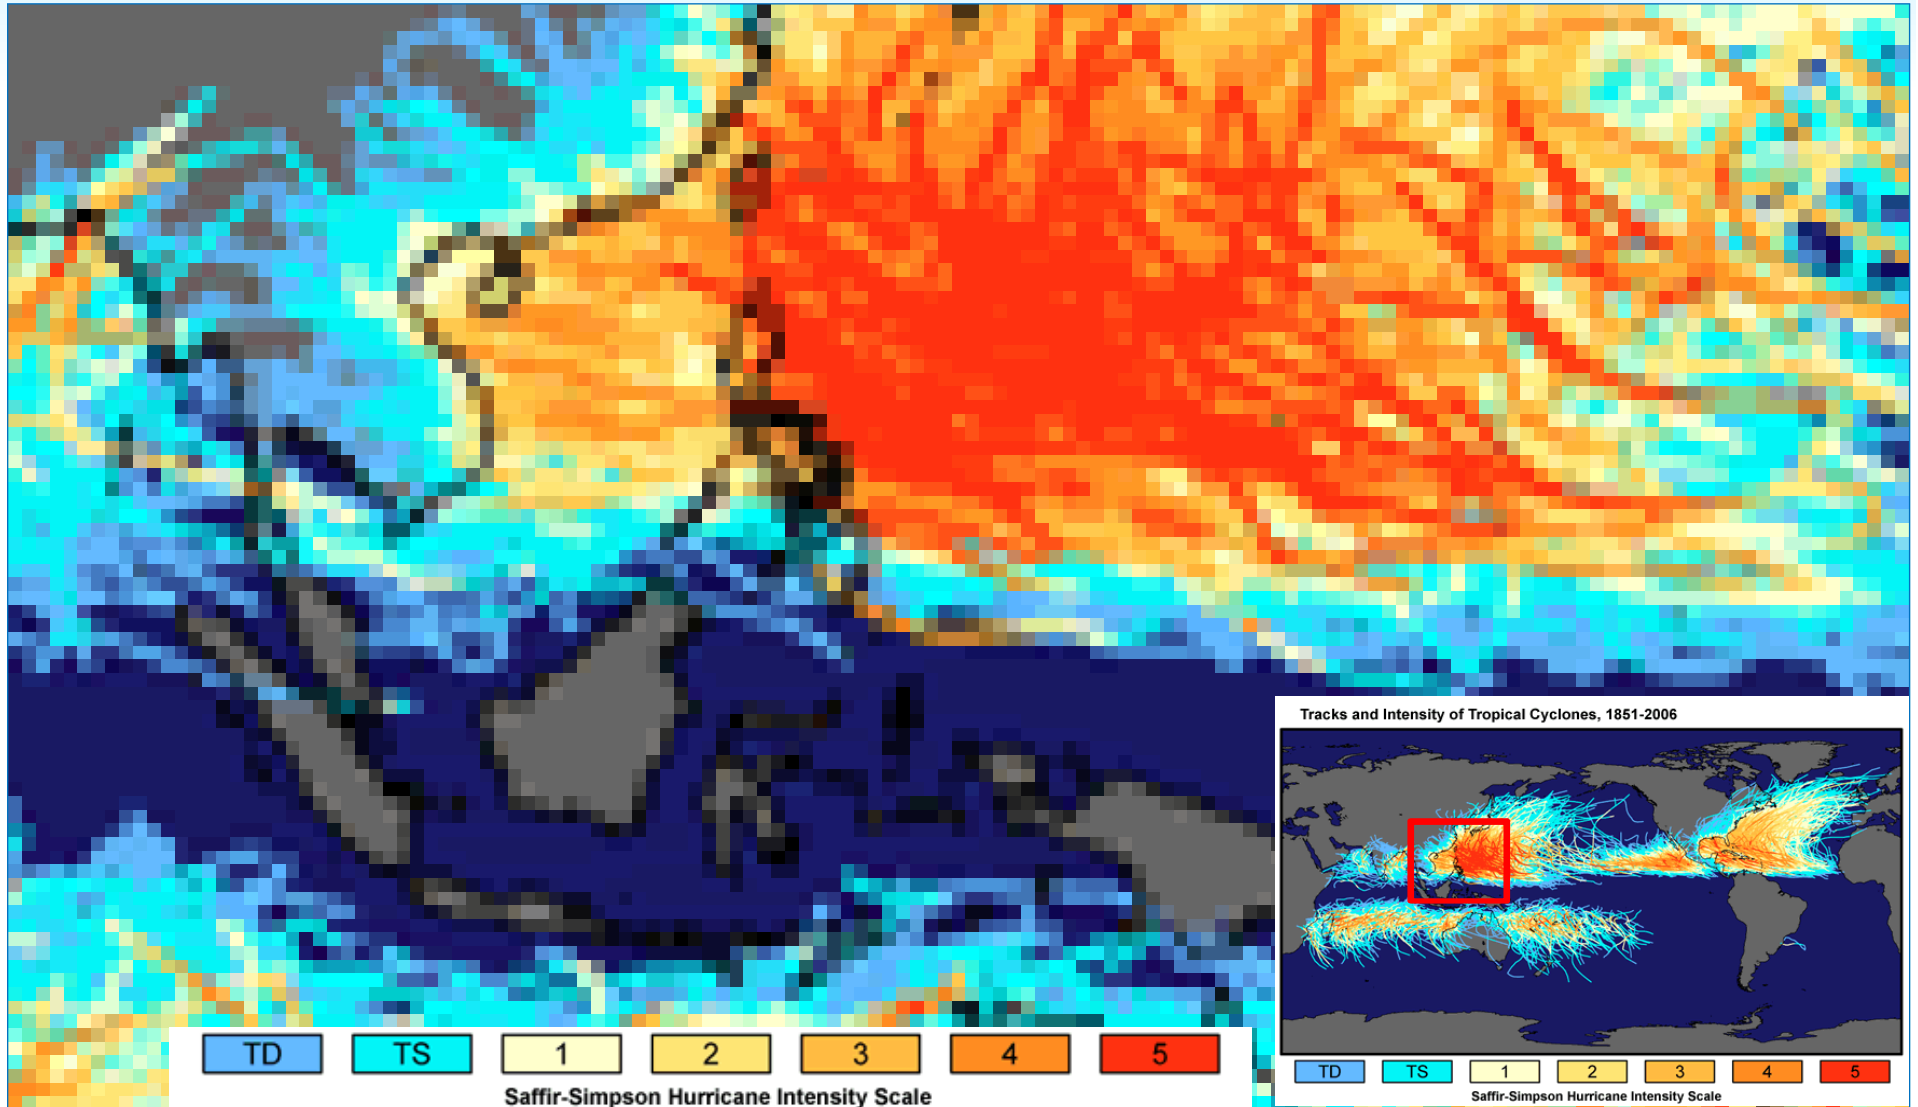 Tracks and Intensity of Tropical Cyclones, 1851-2006
TD TS 1 2 3 4 5
Saffir-Simpson Hurricane Intensity Scale
TD TS 1 2 3 4 5
Saffir-Simpson Hurricane Intensity Scale